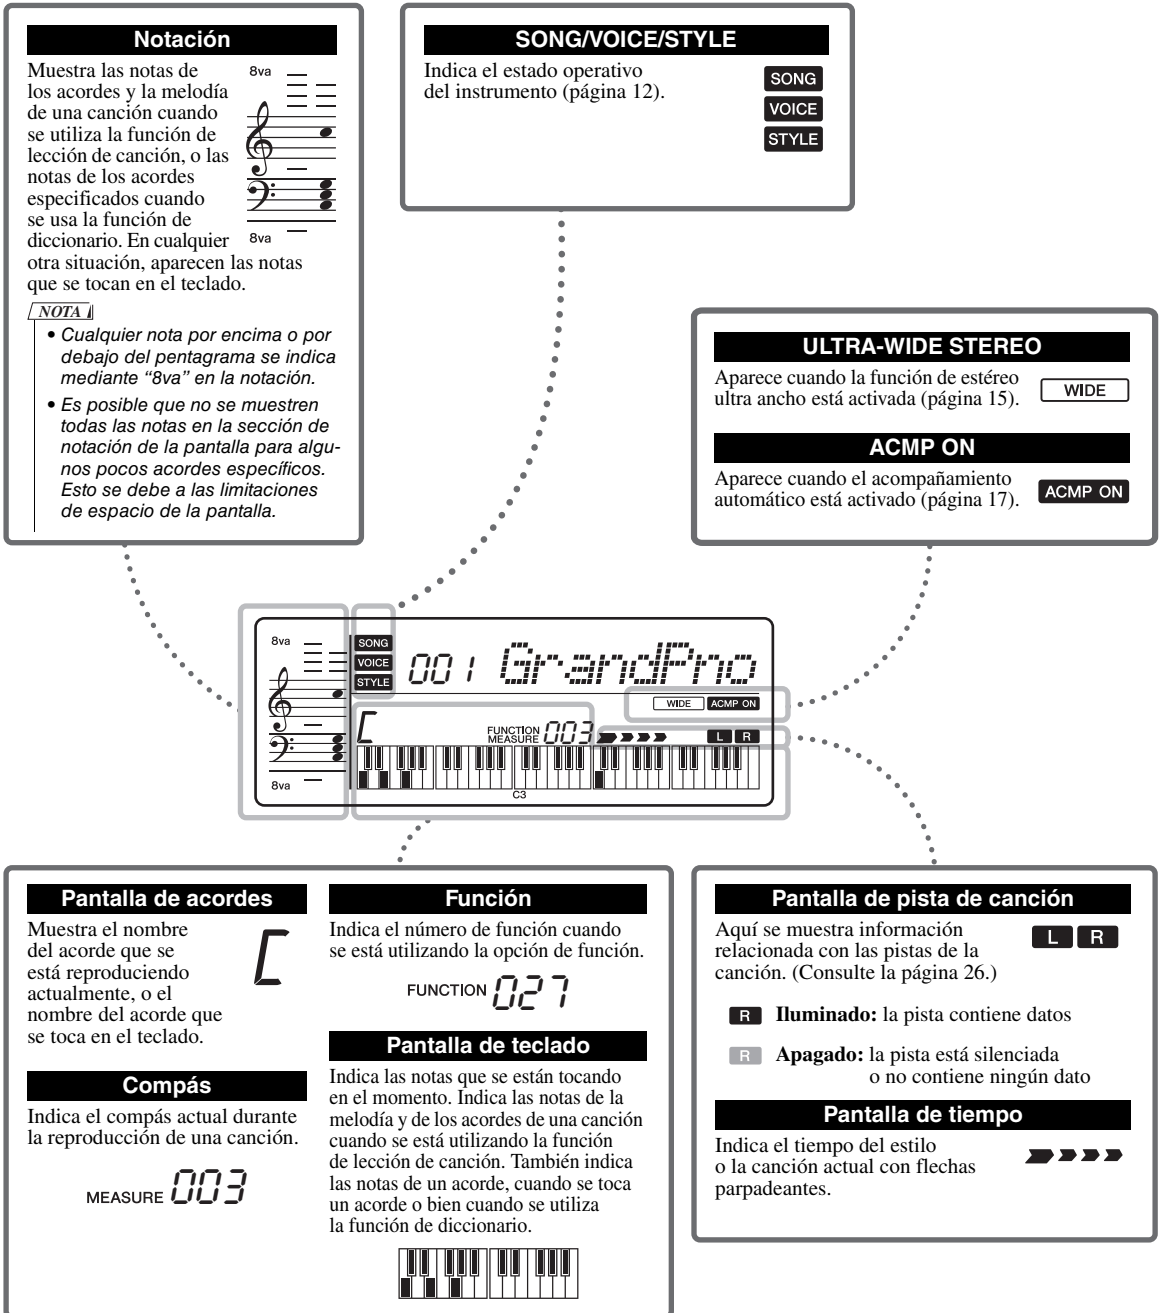 Notación
Muestra las notas de
los acordes y la melodía
de una canción cuando
se utiliza la función de
lección de canción, o las
notas de los acordes
especificados cuando
se usa la función de
diccionario. En cualquier
otra situación, aparecen las notas
que se tocan en el teclado.
8va
8va
NOTA
• Cualquier nota por encima o por
debajo del pentagrama se indica
mediante “8va” en la notación.
• Es posible que no se muestren
todas las notas en la sección de
notación de la pantalla para algu-
nos pocos acordes específicos.
Esto se debe a las limitaciones
de espacio de la pantalla.
SONG/VOICE/STYLE
Indica el estado operativo
del instrumento (página 12).
SONG
VOICE
STYLE
ULTRA-WIDE STEREO
Aparece cuando la función de estéreo
ultra ancho está activada (página 15).
WIDE
ACMP ON
Aparece cuando el acompañamiento
automático está activado (página 17).
ACMP ON
8va
8va
SONG
VOICE
STYLE
001 GrandPno
WIDE ACMP ON
C
FUNCTION
MEASURE 003
L R
C3
Pantalla de acordes
Muestra el nombre
del acorde que se
está reproduciendo
actualmente, o el
nombre del acorde que
se toca en el teclado.
C
Compás
Indica el compás actual durante
la reproducción de una canción.
MEASURE 003
Función
Indica el número de función cuando
se está utilizando la opción de función.
FUNCTION 027
Pantalla de teclado
Indica las notas que se están tocando
en el momento. Indica las notas de la
melodía y de los acordes de una canción
cuando se está utilizando la función
de lección de canción. También indica
las notas de un acorde, cuando se toca
un acorde o bien cuando se utiliza
la función de diccionario.
Pantalla de pista de canción
Aquí se muestra información
relacionada con las pistas de la
canción. (Consulte la página 26.)
L R
R Iluminado: la pista contiene datos
R Apagado: la pista está silenciada
o no contiene ningún dato
Pantalla de tiempo
Indica el tiempo del estilo
o la canción actual con flechas
parpadeantes.